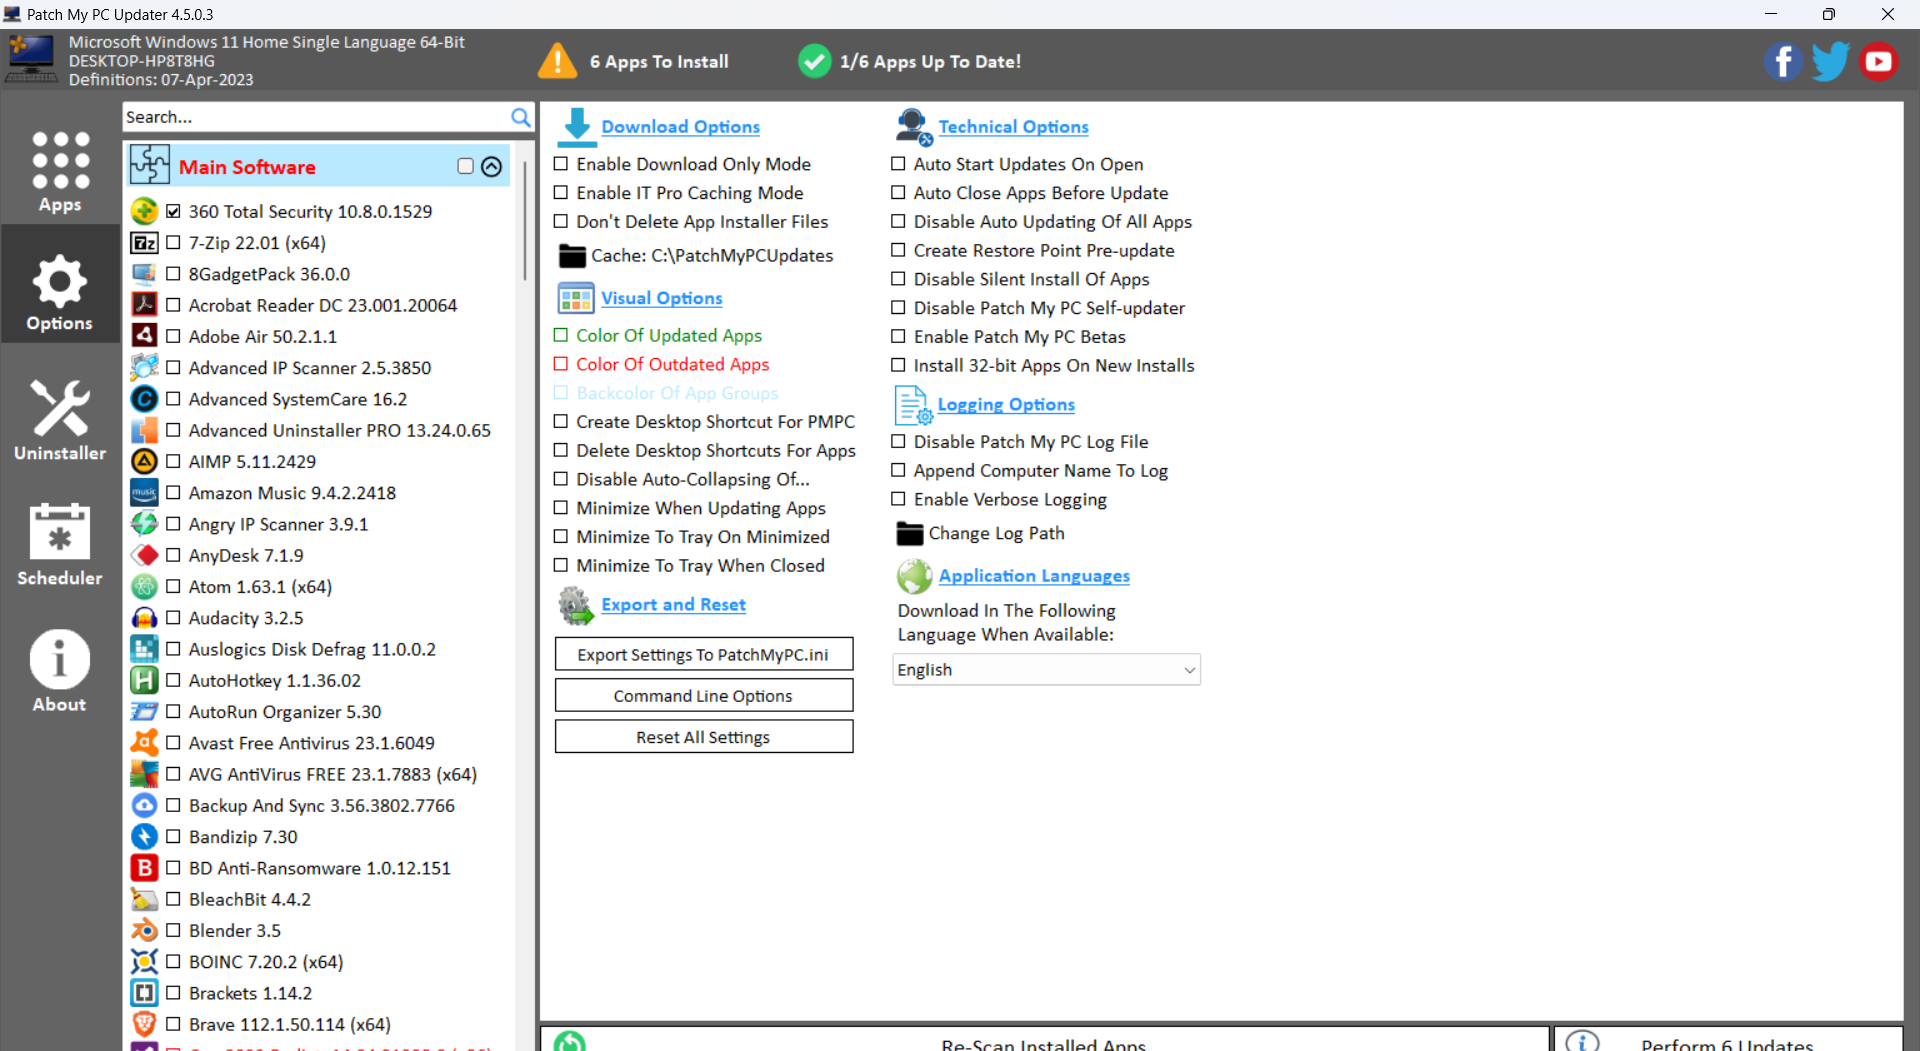 Patch My PC Updater 4.5.0.3
Microsoft Windows 11 Home Single Language 64-Bit
DESKTOP-HP8T8HG
Definitions: 07-Apr-2023
6 Apps To Install
1/6 Apps Up To Date!
Apps
Options
Uninstaller
Scheduler
About
Search...
Main Software
360 Total Security 10.8.0.1529
7-Zip 22.01 (x64)
8GadgetPack 36.0.0
Acrobat Reader DC 23.001.20064
Adobe Air 50.2.1.1
Advanced IP Scanner 2.5.3850
Advanced SystemCare 16.2
Advanced Uninstaller PRO 13.24.0.65
AIMP 5.11.2429
music
Amazon Music 9.4.2.2418
Angry IP Scanner 3.9.1
AnyDesk 7.1.9
Atom 1.63.1 (x64)
Audacity 3.2.5
Auslogics Disk Defrag 11.0.0.2
AutoHotkey 1.1.36.02
AutoRun Organizer 5.30
Avast Free Antivirus 23.1.6049
AVG AntiVirus FREE 23.1.7883 (x64)
Backup And Sync 3.56.3802.7766
Bandizip 7.30
BD Anti-Ransomware 1.0.12.151
BleachBit 4.4.2
Blender 3.5
BOINC 7.20.2 (x64)
Brackets 1.14.2
Brave 112.1.50.114 (x64)
Download Options
Enable Download Only Mode
Enable IT Pro Caching Mode
Don't Delete App Installer Files
Cache: C:\PatchMyPCUpdates
Visual Options
Color Of Updated Apps
Color Of Outdated Apps
Backcolor Of App Groups
Create Desktop Shortcut For PMPC
Delete Desktop Shortcuts For Apps
Disable Auto-Collapsing Of...
Minimize When Updating Apps
Minimize To Tray On Minimized
Minimize To Tray When Closed
Export and Reset
Export Settings To PatchMyPC.ini
Command Line Options
Reset All Settings
Technical Options
Auto Start Updates On Open
Auto Close Apps Before Update
Disable Auto Updating Of All Apps
Create Restore Point Pre-update
Disable Silent Install Of Apps
Disable Patch My PC Self-updater
Enable Patch My PC Betas
Install 32-bit Apps On New Installs
Logging Options
Disable Patch My PC Log File
Append Computer Name To Log
Enable Verbose Logging
Change Log Path
Application Languages
Download In The Following
Language When Available:
English
Re-Scan Installed Apps
Perform 6 Updates